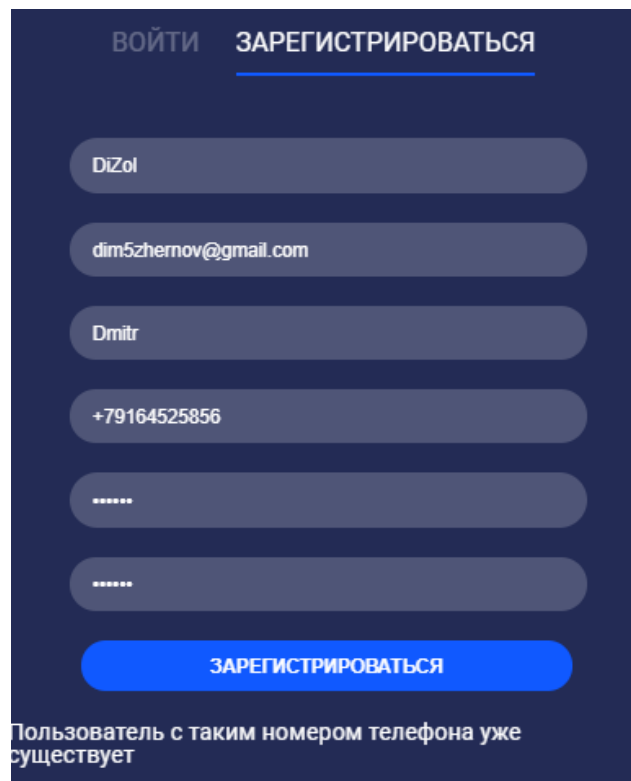 ВОЙТИ ЗАРЕГИСТРИРОВАТЬСЯ
DiZol
dim5zhernov@gmail.com
Dmitr
+79164525856
••••••
••••••
ЗАРЕГИСТРИРОВАТЬСЯ
Пользователь с таким номером телефона уже
существует